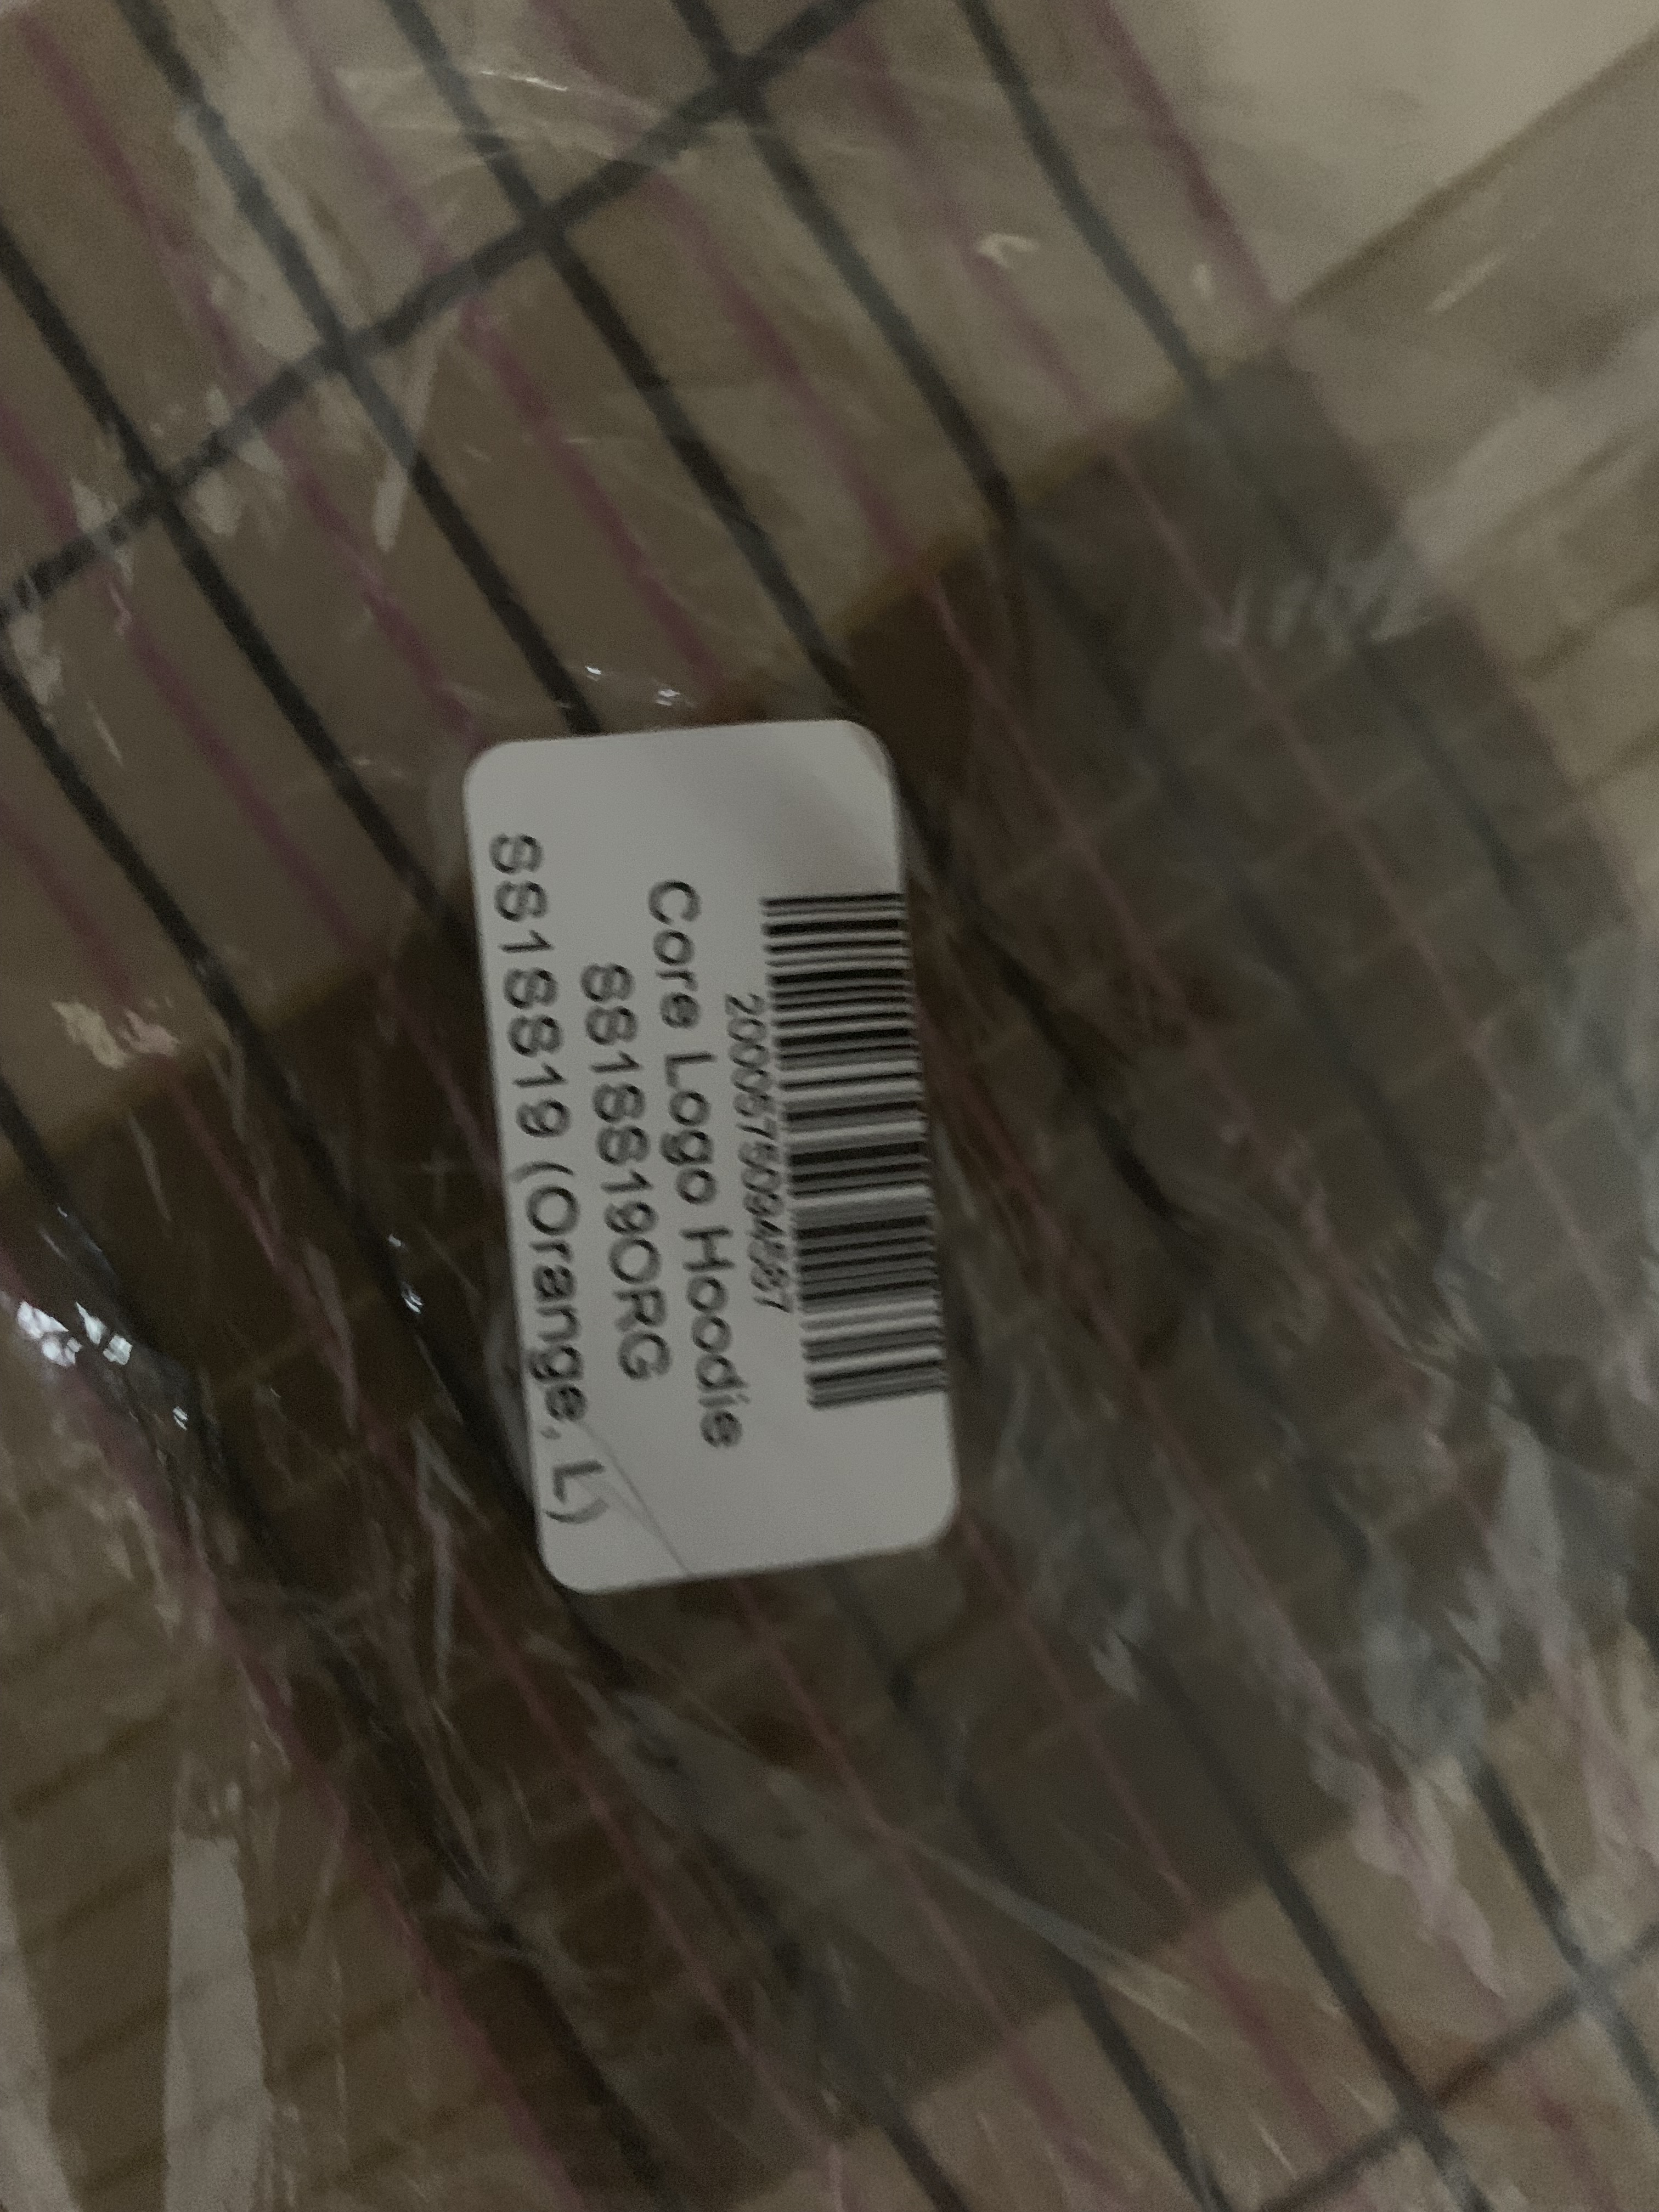 Core Logo Hoodie
SS1SS19ORG
SS1SS19 (Orange, L)